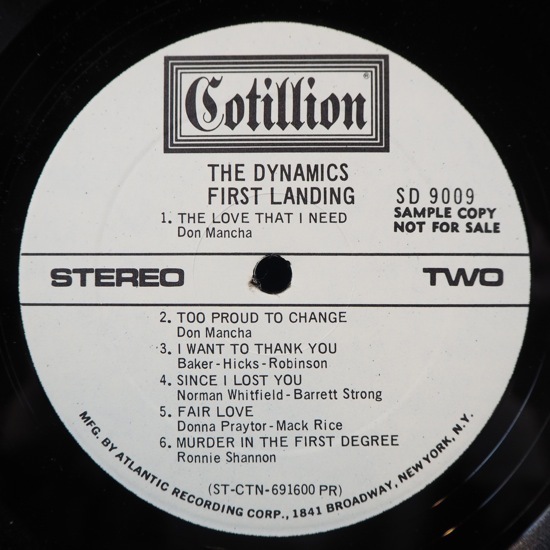 Cotillion®
THE DYNAMICS
FIRST LANDING
SD 9009
SAMPLE COPY
NOT FOR SALE
1. THE LOVE THAT I NEED
Don Mancha
STEREO
TWO
2. TOO PROUD TO CHANGE
Don Mancha
3. I WANT TO THANK YOU
Baker-Hicks-Robinson
4. SINCE I LOST YOU
Norman Whitfield-Barrett Strong
5. FAIR LOVE
Donna Praytor-Mack Rice
6. MURDER IN THE FIRST DEGREE
Ronnie Shannon
(ST-CTN-691600 PR)
MFG. BY ATLANTIC RECORDING CORP., 1841 BROADWAY, NEW YORK, N.Y.